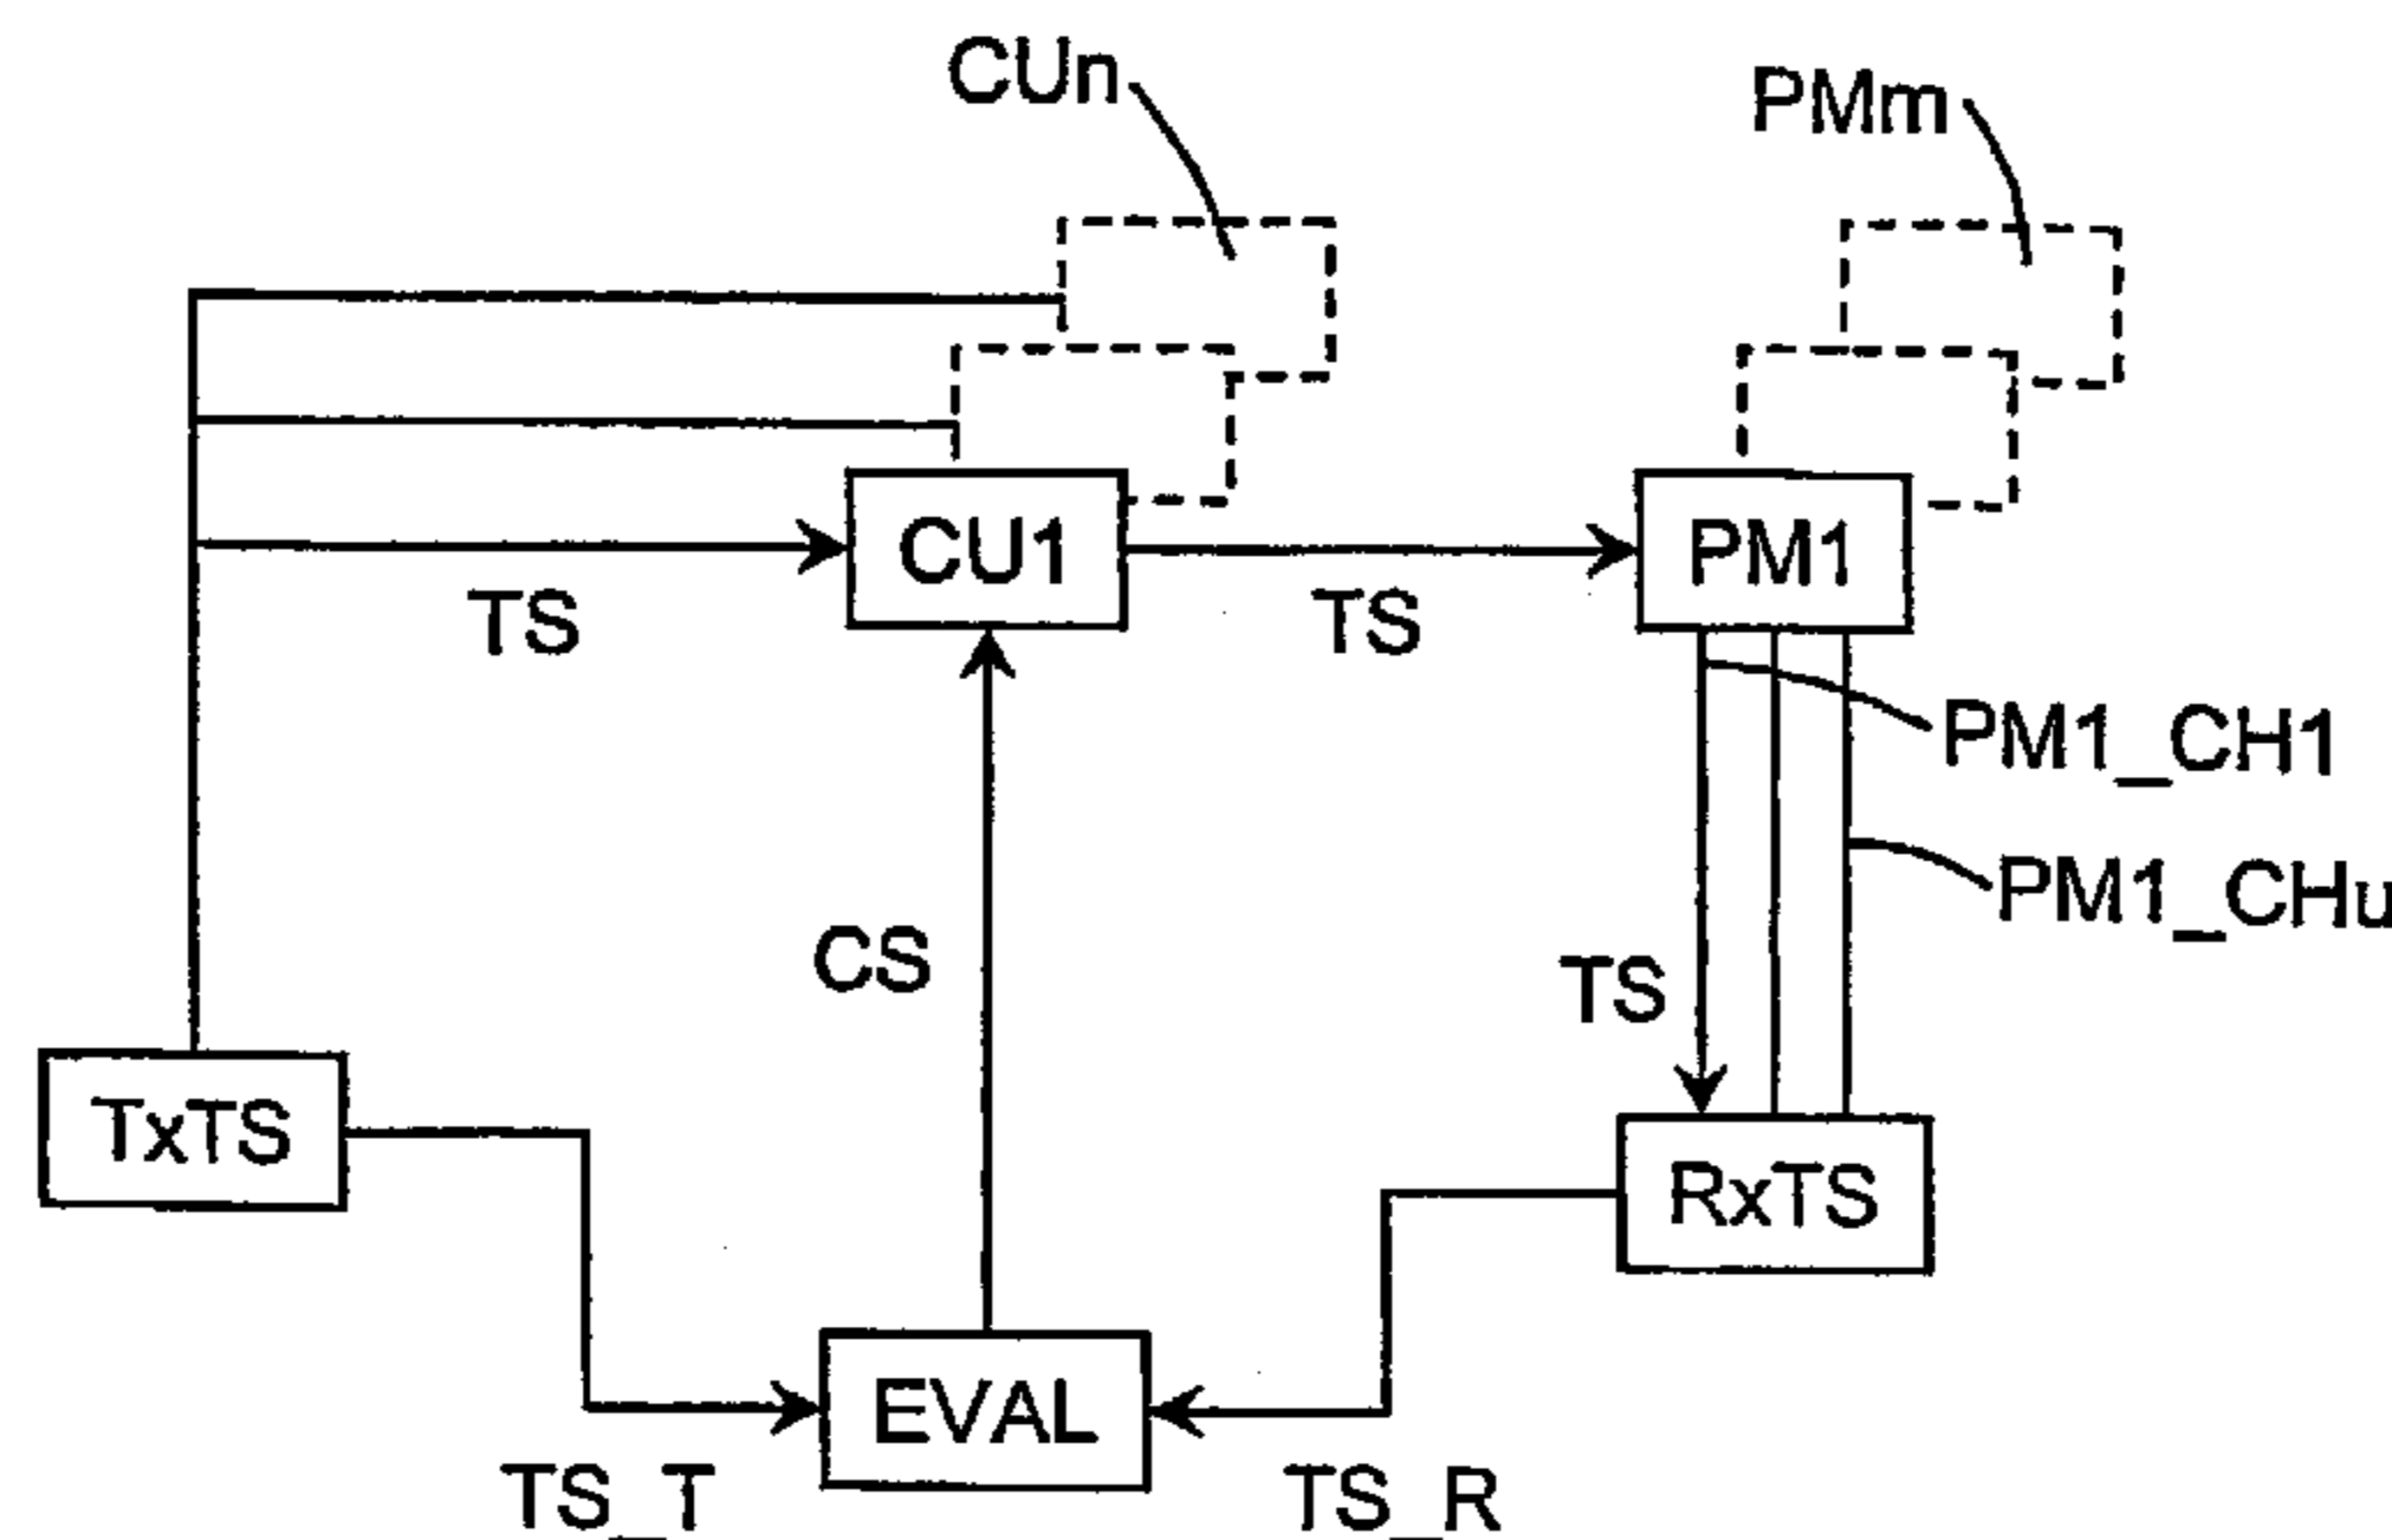 CUn
PMm
CU1
PM1
TS
TS
PM1_CH1
PM1_CHu
CS
TS
TxTS
RxTS
EVAL
TS_T
TS_R